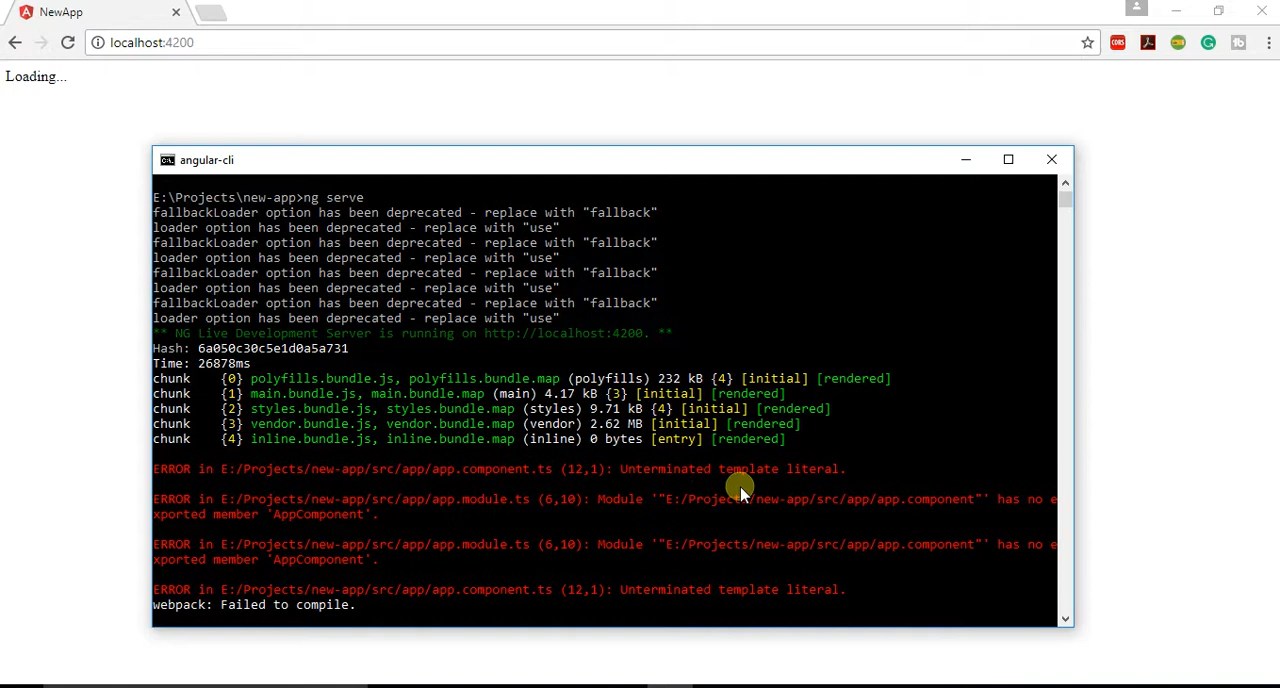 NewApp
localhost:4200
CORS
Loading...
angular-cli
E:\Projects\new-app>ng serve
fallbackLoader option has been deprecated - replace with "fallback"
loader option has been deprecated - replace with "use"
fallbackLoader option has been deprecated - replace with "fallback"
loader option has been deprecated - replace with "use"
fallbackLoader option has been deprecated - replace with "fallback"
loader option has been deprecated - replace with "use"
fallbackLoader option has been deprecated - replace with "fallback"
loader option has been deprecated - replace with "use"
** NG Live Development Server is running on http://localhost:4200. **
Hash: 6a050c30c5e1d0a5a731
Time: 26878ms
chunk    {0} polyfills.bundle.js, polyfills.bundle.map (polyfills) 232 kB {4} [initial] [rendered]
chunk    {1} main.bundle.js, main.bundle.map (main) 4.17 kB {3} [initial] [rendered]
chunk    {2} styles.bundle.js, styles.bundle.map (styles) 9.71 kB {4} [initial] [rendered]
chunk    {3} vendor.bundle.js, vendor.bundle.map (vendor) 2.62 MB [initial] [rendered]
chunk    {4} inline.bundle.js, inline.bundle.map (inline) 0 bytes [entry] [rendered]
ERROR in E:/Projects/new-app/src/app/app.component.ts (12,1): Unterminated template literal.
ERROR in E:/Projects/new-app/src/app/app.module.ts (6,10): Module '"E:/Projects/new-app/src/app/app.component"' has no e
xported member 'AppComponent'.
ERROR in E:/Projects/new-app/src/app/app.module.ts (6,10): Module '"E:/Projects/new-app/src/app/app.component"' has no e
xported member 'AppComponent'.
ERROR in E:/Projects/new-app/src/app/app.component.ts (12,1): Unterminated template literal.
webpack: Failed to compile.